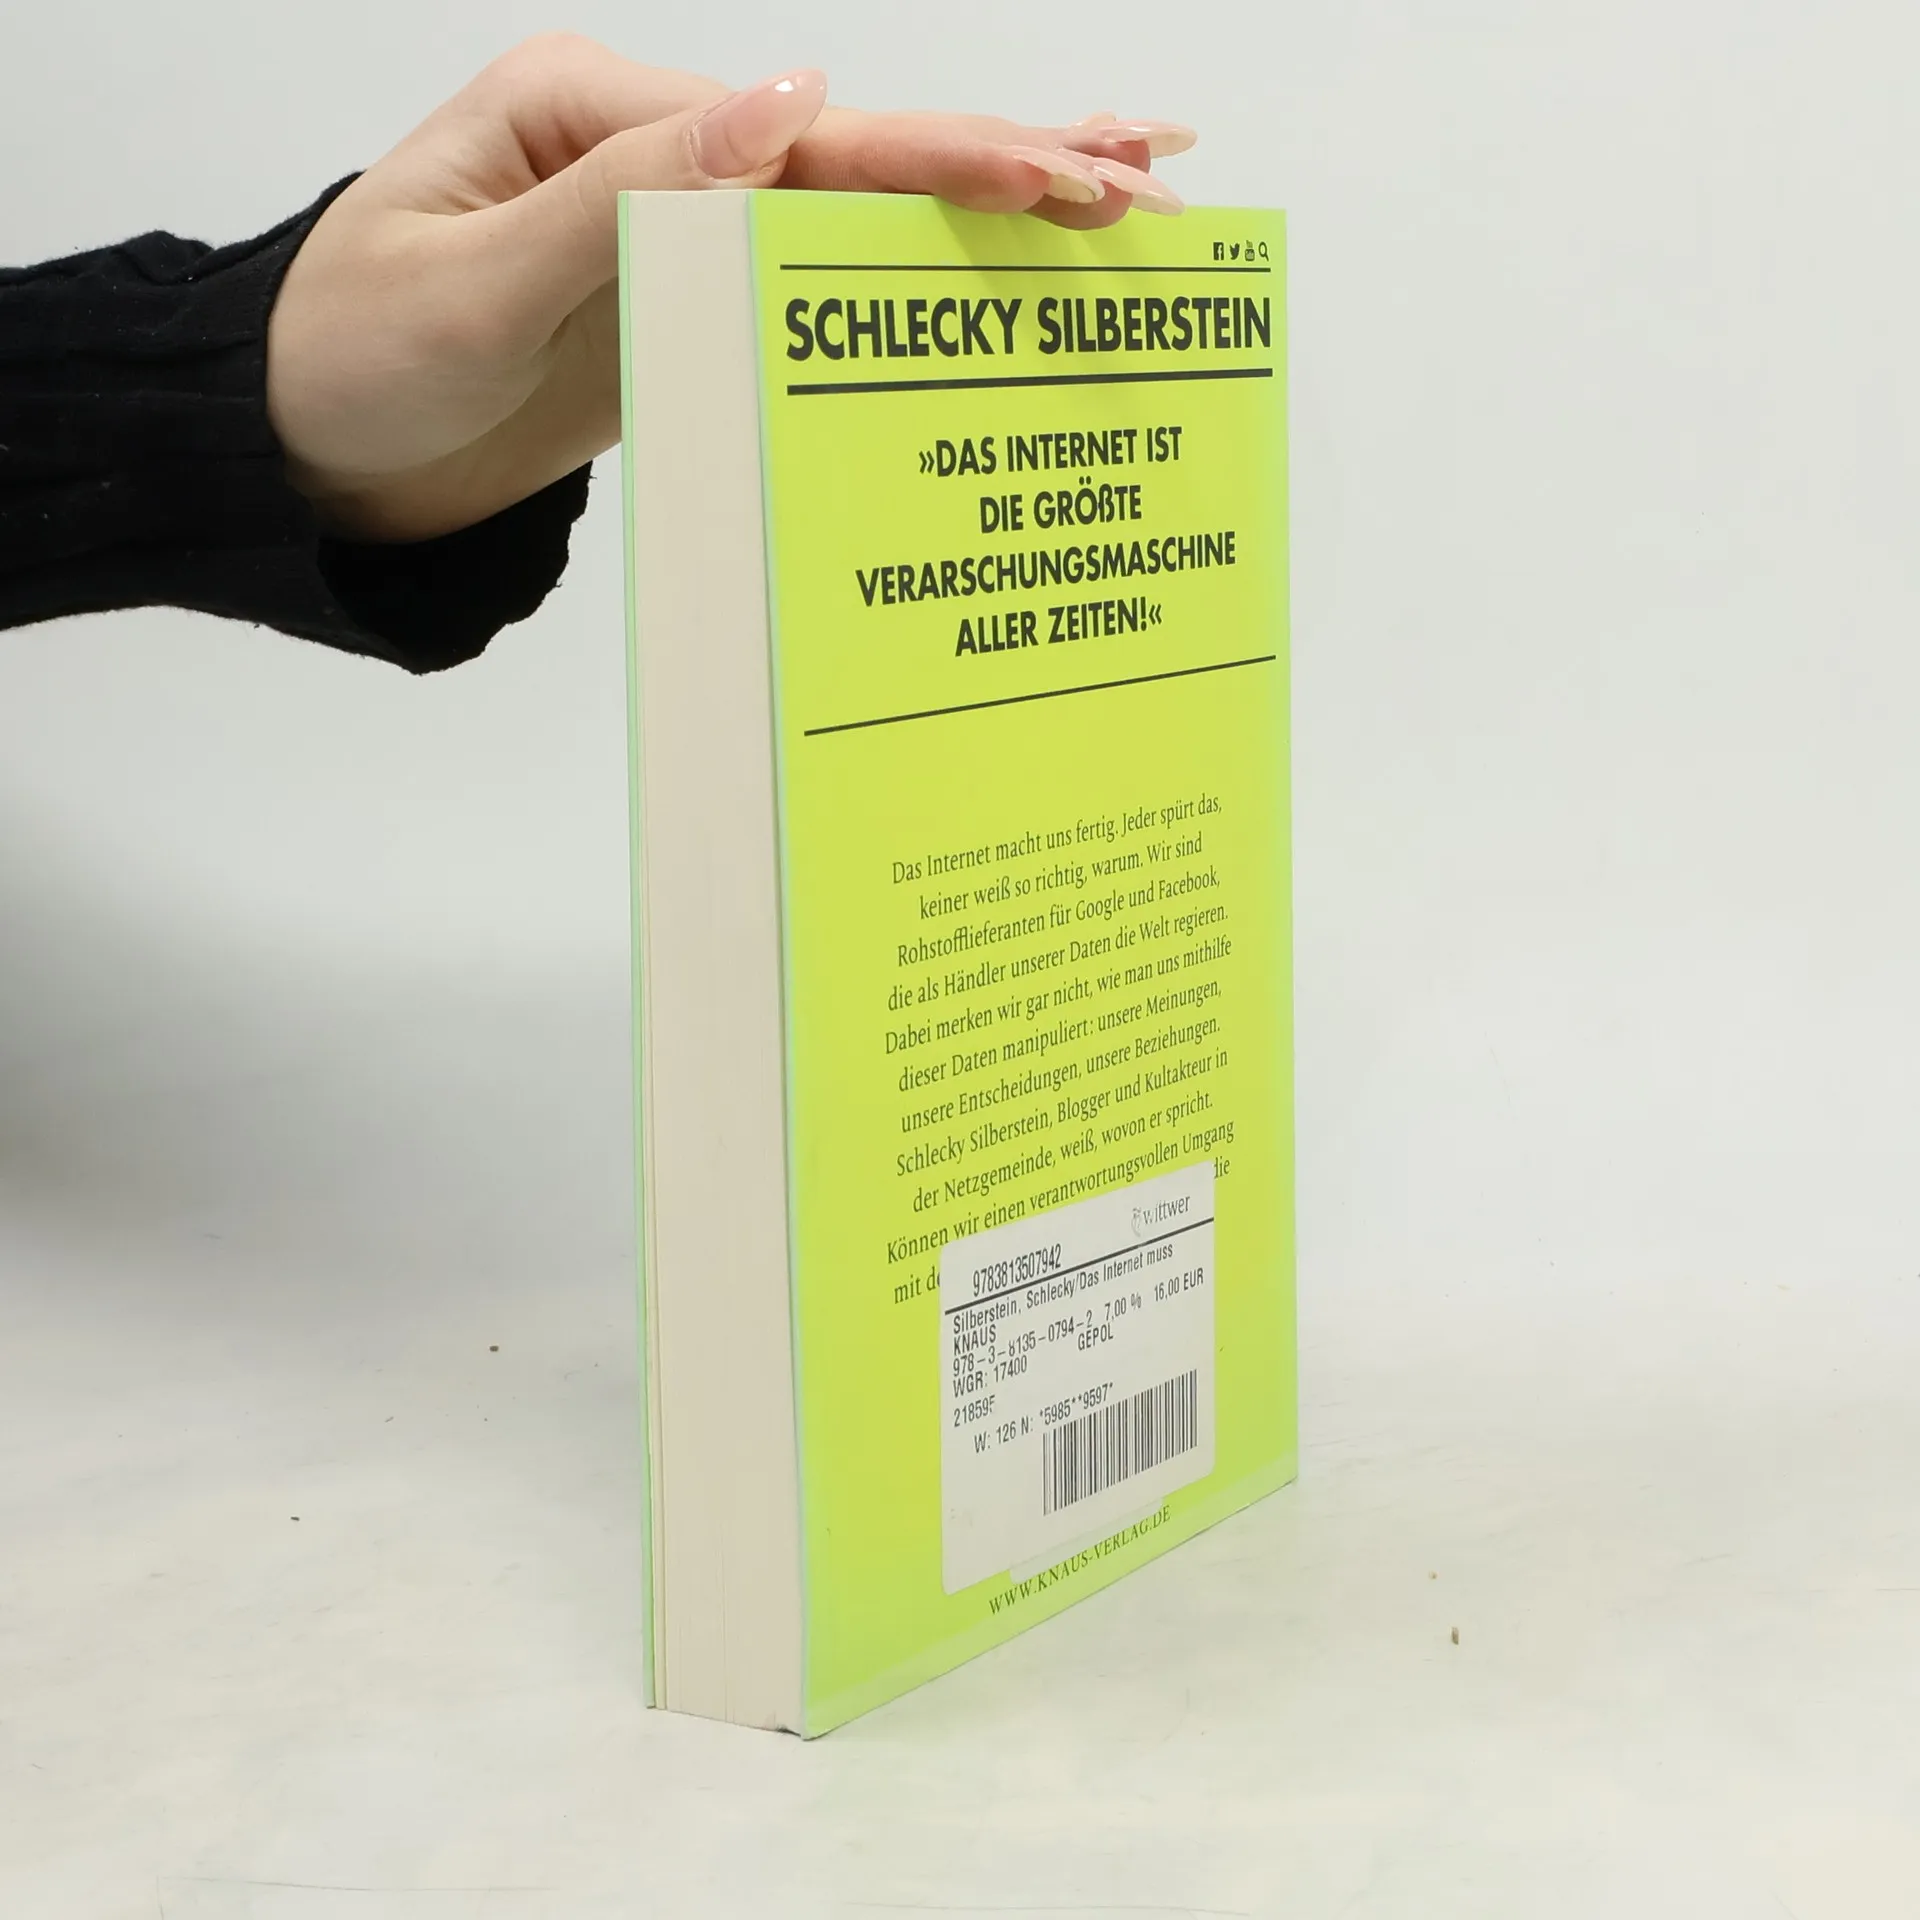 SCHLECKY SILBERSTEIN
»DAS INTERNET IST
DIE GRÖßTE
VERARSCHUNGSMASCHINE
ALLER ZEITEN!«
Das Internet macht uns fertig. Jeder spürt das,
keiner weiß so richtig, warum. Wir sind
Rohstofflieferanten für Google und Facebook,
die als Händler unserer Daten die Welt regieren.
Dabei merken wir gar nicht, wie man uns mithilfe
dieser Daten manipuliert: unsere Meinungen,
unsere Entscheidungen, unsere Beziehungen.
Schlecky Silberstein, Blogger und Kultakteur in
der Netzgemeinde, weiß, wovon er spricht.
Können wir einen verantwortungsvollen Umgang
mit die
wittwer
9783813507942
Silberstein, Schlecky/Das Internet muss
KNAUS
978-3-8135-0794-2 7,00 % 16,00 EUR
WGR: 17400 GEPOL
218595
W: 126 N: *5985**9597*
WWW.KNAUS-VERLAG.DE